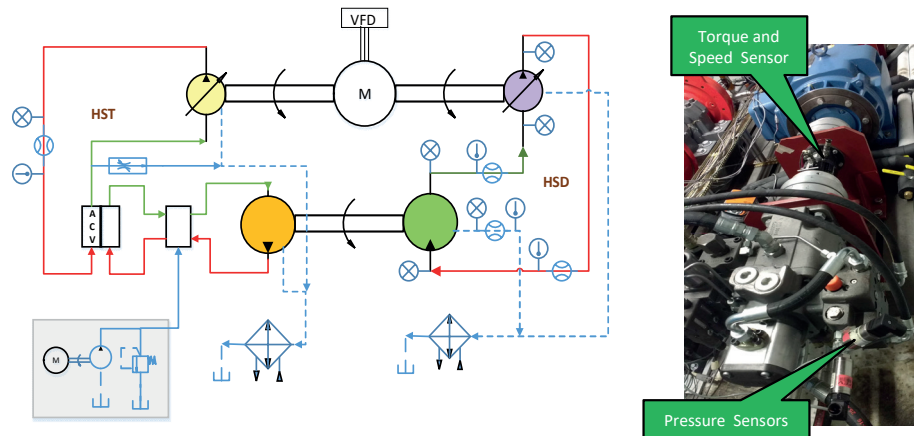 VFD
M
HST
HSD
A
C
V
M
Torque and
Speed Sensor
Pressure Sensors